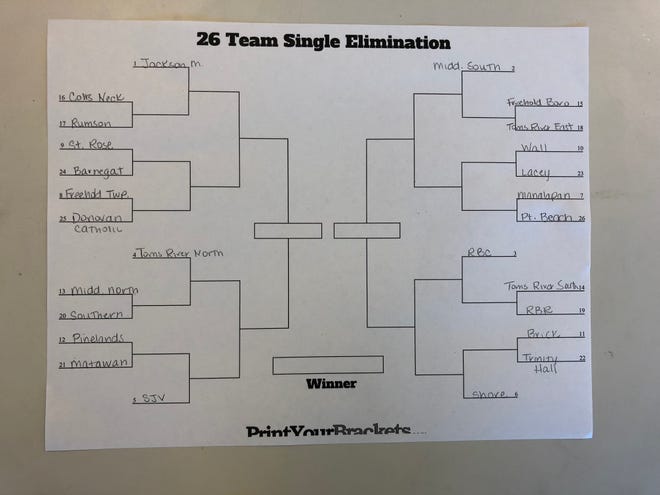 26 Team Single Elimination
1 Jackson M.
16 Colts Neck
17 Rumson
9 St. Rose
24 Barnegat
8 Freehold Twp.
25 Donovan
Catholic
4 Toms River North
13 Midd. North
20 Southern
12 Pinelands
21 Matawan
5 SJV
Midd. South 2
Freehold Boro 15
Toms River East 18
Wall 10
Lacey 23
Manalapan 7
Pt. Beach 26
RBC 3
Toms River South 14
RBR 19
Brick 11
Trinity 22
Hall
Shore 6
Winner
PrintYourBrackets